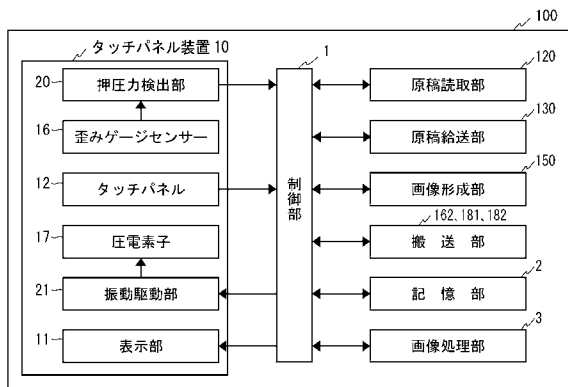 100
タッチパネル装置 10
1
120
20
押圧力検出部
原稿読取部
130
16
歪みゲージセンサー
原稿給送部
150
12
タッチパネル
制御部
画像形成部
162、181、182
17
圧電素子
搬 送 部
2
21
振動駆動部
記 憶 部
3
11
表示部
画像処理部